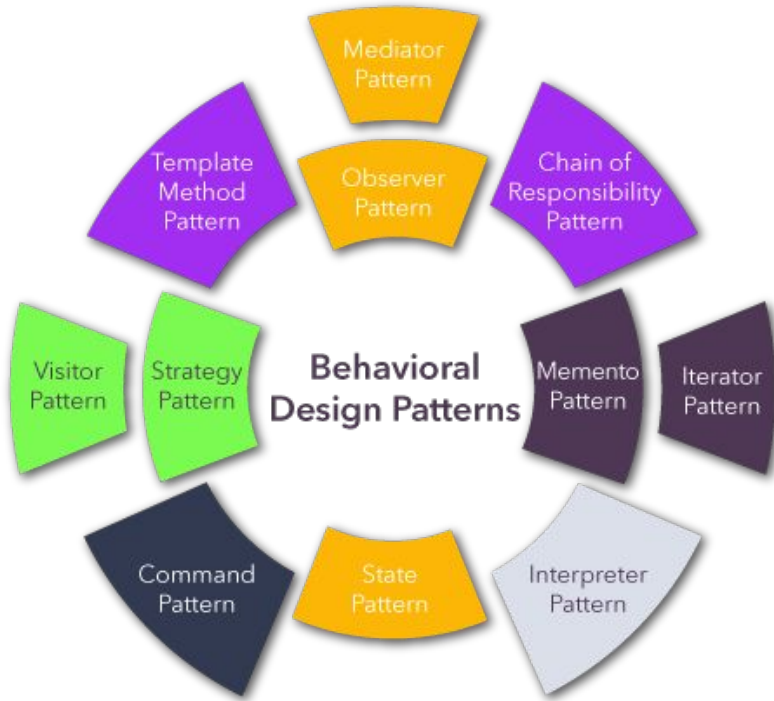 Mediator
Pattern
Template
Method
Pattern
Observer
Pattern
Chain of
Responsibility
Pattern
Visitor
Pattern
Strategy
Pattern
Behavioral
Design Patterns
Memento
Pattern
Iterator
Pattern
Command
Pattern
State
Pattern
Interpreter
Pattern